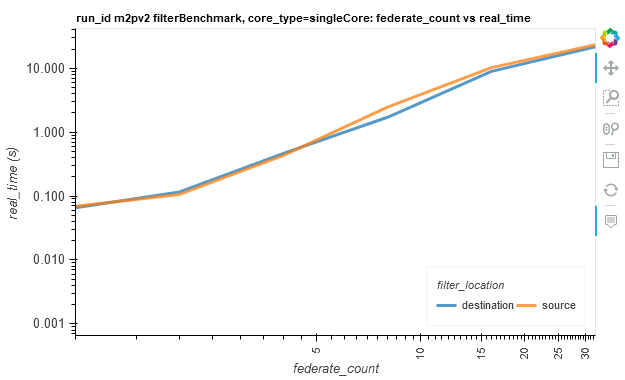 run_id m2pv2 filterBenchmark, core_type=singleCore: federate_count vs real_time
10.000
1.000
0.100
0.010
0.001
real_time (s)
filter_location
destination
source
5
10
15
20
25
30
federate_count